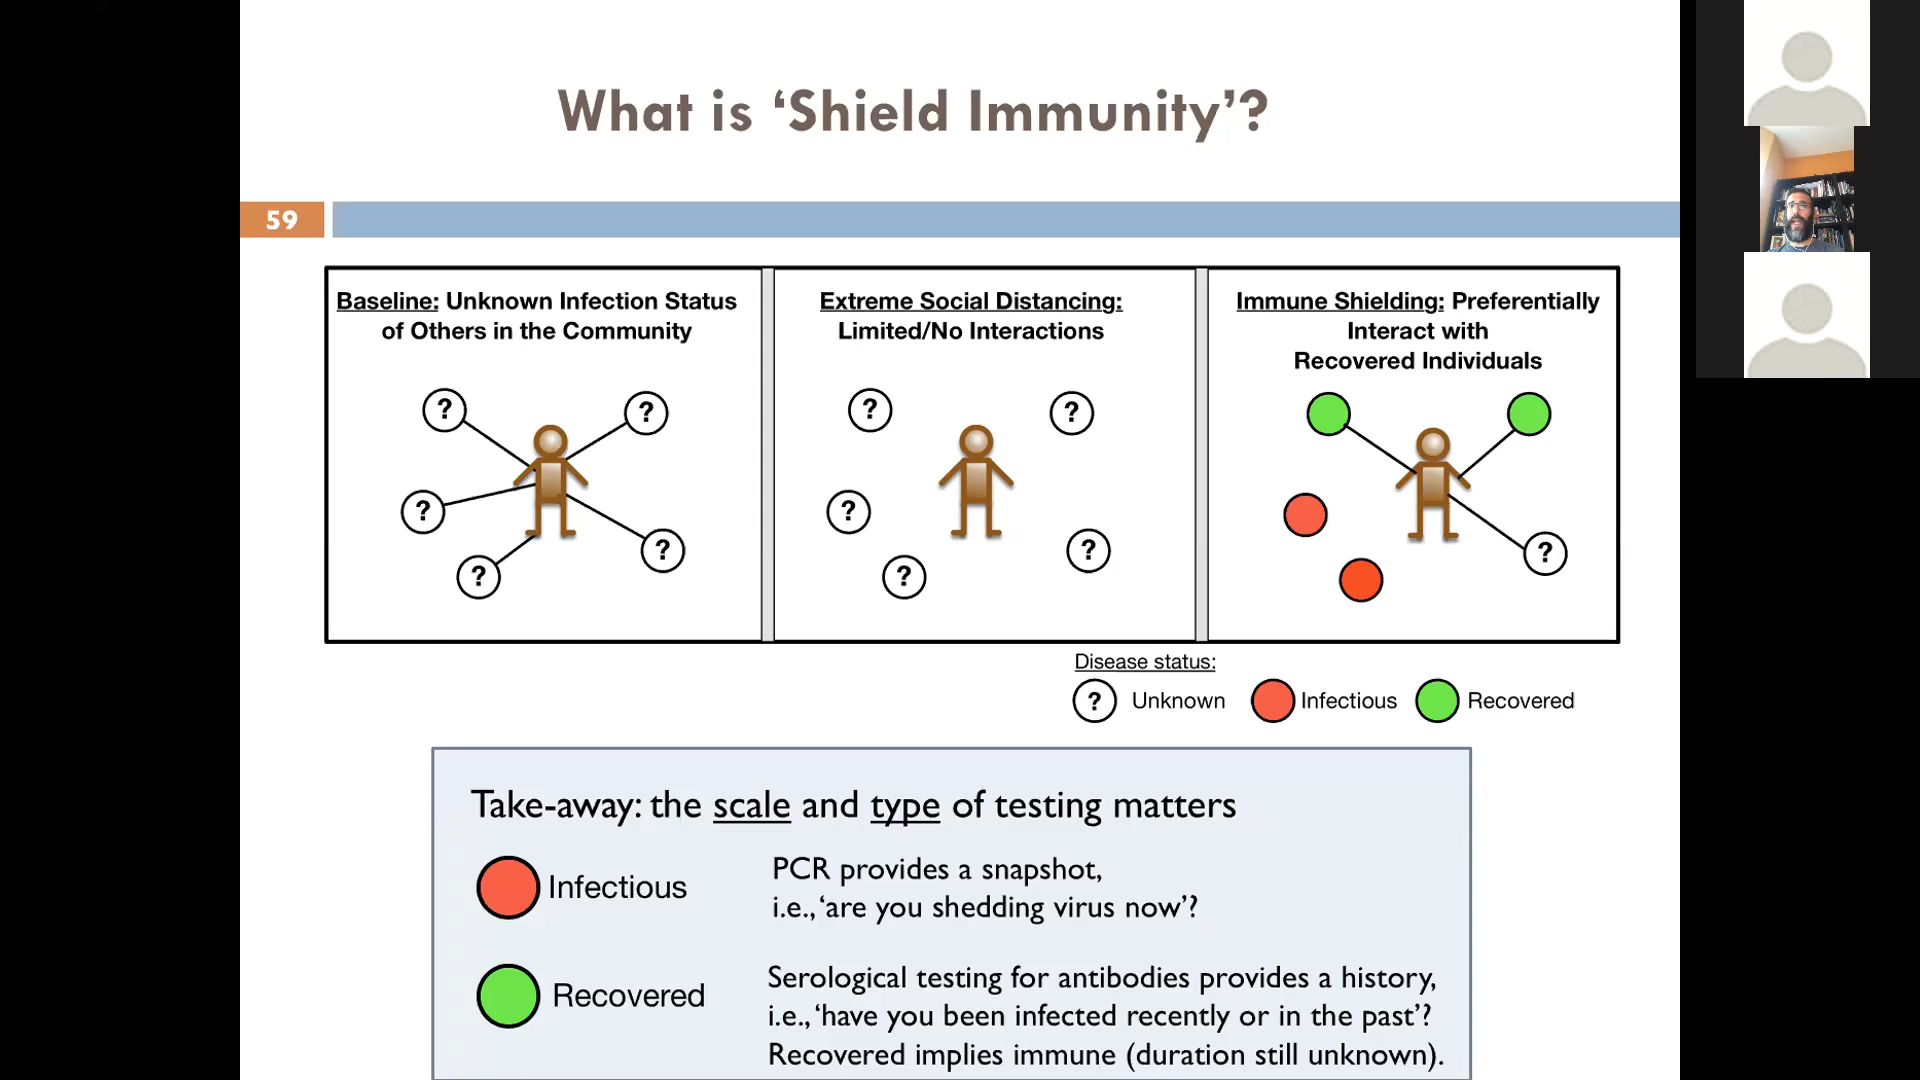 What is ‘Shield Immunity’?
59
Baseline: Unknown Infection Status
of Others in the Community
? ? ? ? ?
Extreme Social Distancing:
Limited/No Interactions
? ? ? ? ?
Immune Shielding: Preferentially
Interact with
Recovered Individuals
?
Disease status:
? Unknown Infectious Recovered
Take-away: the scale and type of testing matters
Infectious
PCR provides a snapshot,
i.e., ‘are you shedding virus now’?
Recovered
Serological testing for antibodies provides a history,
i.e., ‘have you been infected recently or in the past’?
Recovered implies immune (duration still unknown).